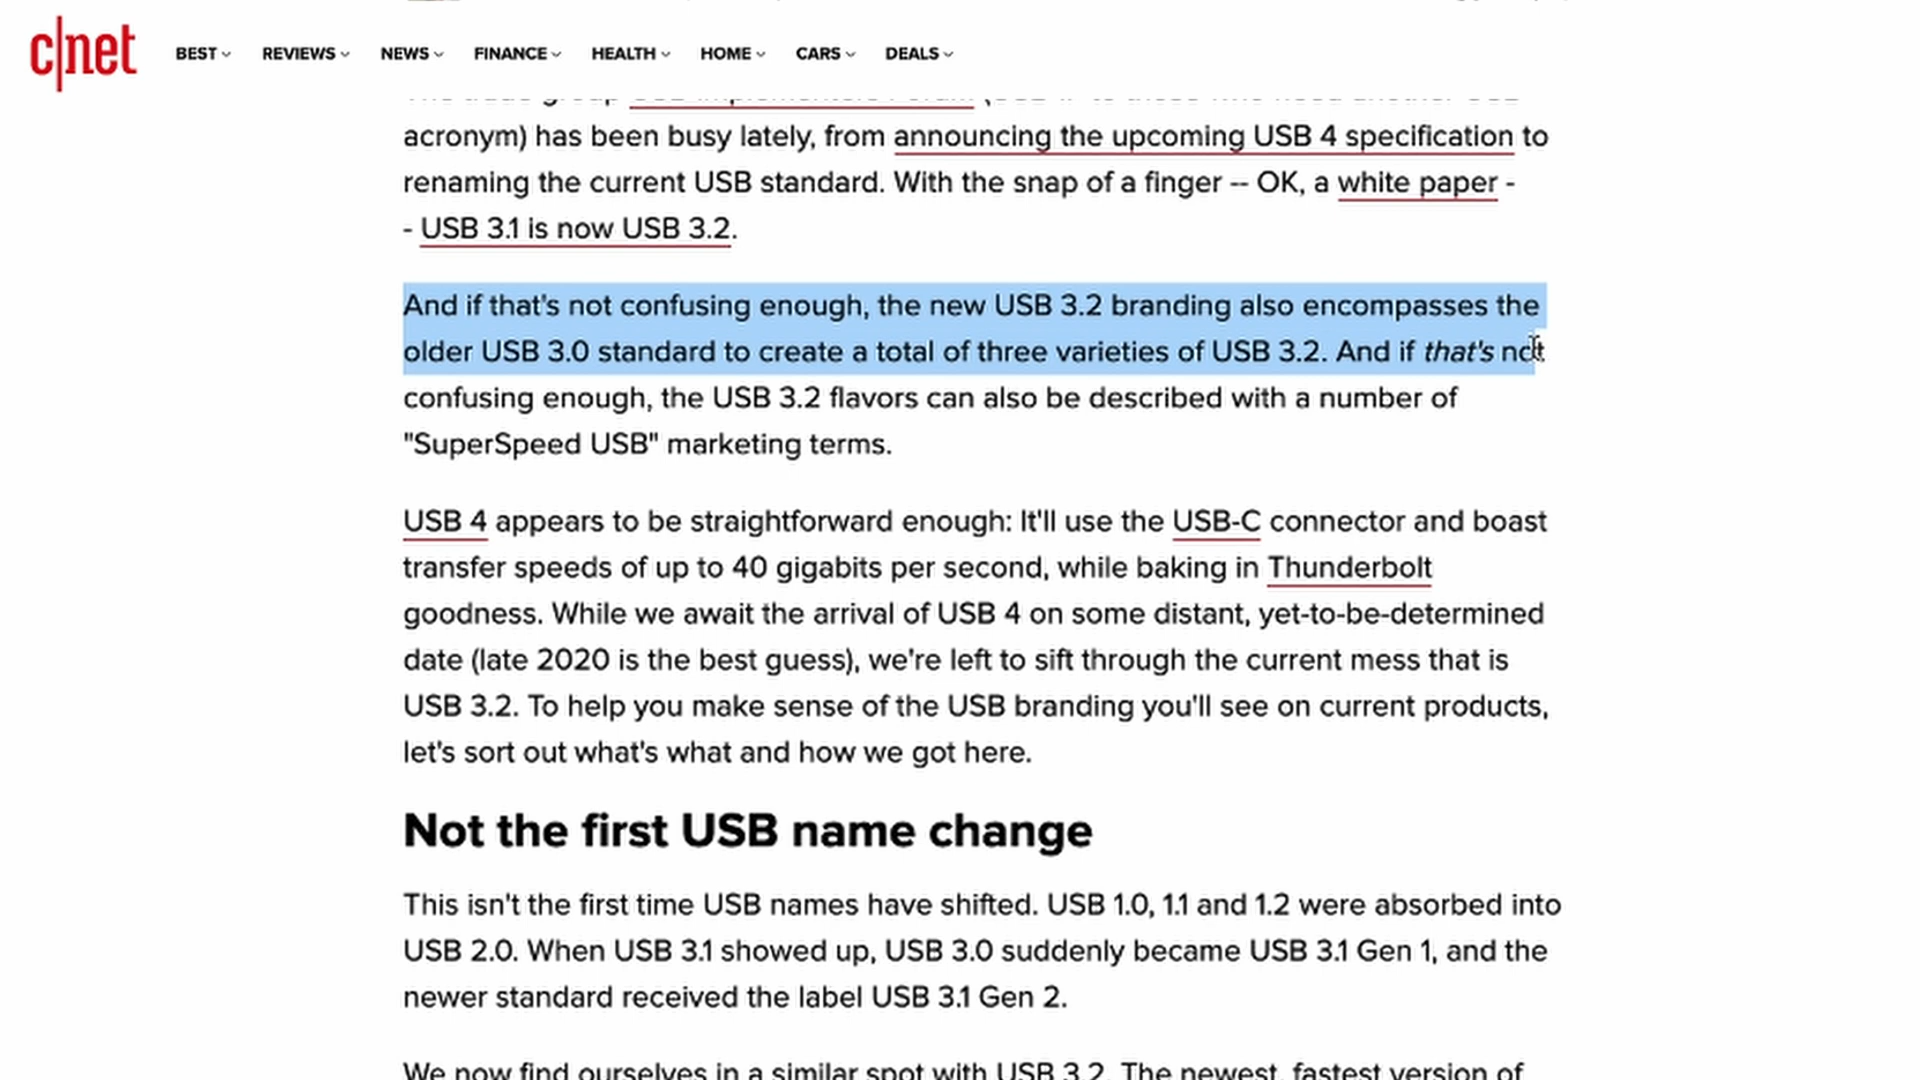 c|net
BEST REVIEWS NEWS FINANCE HEALTH HOME CARS DEALS
acronym) has been busy lately, from announcing the upcoming USB 4 specification to
renaming the current USB standard. With the snap of a finger -- OK, a white paper -
- USB 3.1 is now USB 3.2.
And if that's not confusing enough, the new USB 3.2 branding also encompasses the
older USB 3.0 standard to create a total of three varieties of USB 3.2. And if that's not
confusing enough, the USB 3.2 flavors can also be described with a number of
"SuperSpeed USB" marketing terms.
USB 4 appears to be straightforward enough: It'll use the USB-C connector and boast
transfer speeds of up to 40 gigabits per second, while baking in Thunderbolt
goodness. While we await the arrival of USB 4 on some distant, yet-to-be-determined
date (late 2020 is the best guess), we're left to sift through the current mess that is
USB 3.2. To help you make sense of the USB branding you'll see on current products,
let's sort out what's what and how we got here.
Not the first USB name change
This isn't the first time USB names have shifted. USB 1.0, 1.1 and 1.2 were absorbed into
USB 2.0. When USB 3.1 showed up, USB 3.0 suddenly became USB 3.1 Gen 1, and the
newer standard received the label USB 3.1 Gen 2.
We now find ourselves in a similar spot with USB 3.2. The newest, fastest version of